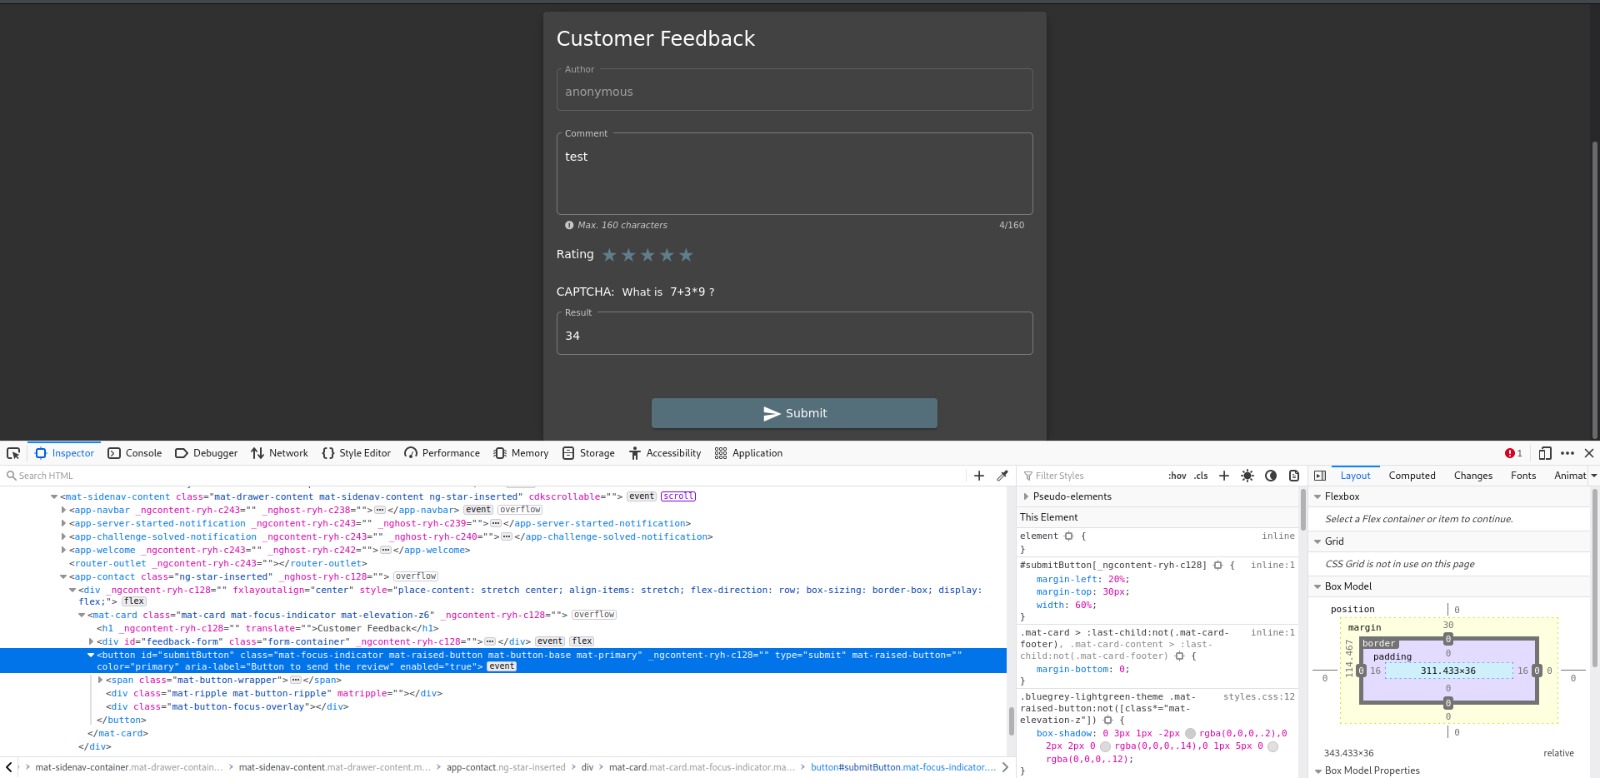 Customer Feedback
Author
anonymous
Comment
test
Max. 160 characters
4/160
Rating
CAPTCHA: What is 7+3*9 ?
Result
34
Submit
Inspector Console Debugger Network Style Editor Performance Memory Storage Accessibility Application 1
Search HTML
<mat-sidenav-content class="mat-drawer-content mat-sidenav-content ng-star-inserted" cdkscrollable=""> event scroll
<app-navbar _ngcontent-ryh-c243="" _nghost-ryh-c238="">…</app-navbar> event overflow
<app-server-started-notification _ngcontent-ryh-c243="" _nghost-ryh-c239="">…</app-server-started-notification>
<app-challenge-solved-notification _ngcontent-ryh-c243="" _nghost-ryh-c240="">…</app-challenge-solved-notification>
<app-welcome _ngcontent-ryh-c243="" _nghost-ryh-c242="">…</app-welcome>
<router-outlet _ngcontent-ryh-c243=""></router-outlet>
<app-contact class="ng-star-inserted" _nghost-ryh-c128=""> overflow
<div _ngcontent-ryh-c128="" fxlayoutalign="center" style="place-content: stretch center; align-items: stretch; flex-direction: row; box-sizing: border-box; display:
flex;"> flex
<mat-card class="mat-card mat-focus-indicator mat-elevation-z6" _ngcontent-ryh-c128=""> overflow
<h1 _ngcontent-ryh-c128="" translate="">Customer Feedback</h1>
<div id="feedback-form" class="form-container" _ngcontent-ryh-c128="">…</div> event flex
<button id="submitButton" class="mat-focus-indicator mat-raised-button mat-button-base mat-primary" _ngcontent-ryh-c128="" type="submit" mat-raised-button=""
color="primary" aria-label="Button to send the review" enabled="true"> event
<span class="mat-button-wrapper">…</span>
<div class="mat-ripple mat-button-ripple" matripple=""></div>
<div class="mat-button-focus-overlay"></div>
</button>
</mat-card>
</div>
mat-sidenav-container.mat-drawer-contain… mat-sidenav-content.mat-drawer-content.m… app-contact.ng-star-inserted div mat-card.mat-card.mat-focus-indicator.ma… button#submitButton.mat-focus-indicator.…
Filter Styles :hov .cls
Pseudo-elements
This Element
element { inline
}
#submitButton[_ngcontent-ryh-c128] { inline:1
margin-left: 20%;
margin-top: 30px;
width: 60%;
}
.mat-card > :last-child:not(.mat-card- inline:1
footer), .mat-card-content > :last-
child:not(.mat-card-footer) {
margin-bottom: 0;
}
.bluegrey-lightgreen-theme .mat- styles.css:12
raised-button:not([class*="mat-
elevation-z"]) {
box-shadow: 0 3px 1px -2px rgba(0,0,0,.2),0
2px 2px 0 rgba(0,0,0,.14),0 1px 5px 0
rgba(0,0,0,.12);
}
Layout Computed Changes Fonts Animat
Flexbox
Select a Flex container or item to continue.
Grid
CSS Grid is not in use on this page
Box Model
position 0
margin 30
border 0
padding 0
0 114.467 0 16 311.433×36 16 0 0 0
0
0
0
0
343.433×36 relative
Box Model Properties